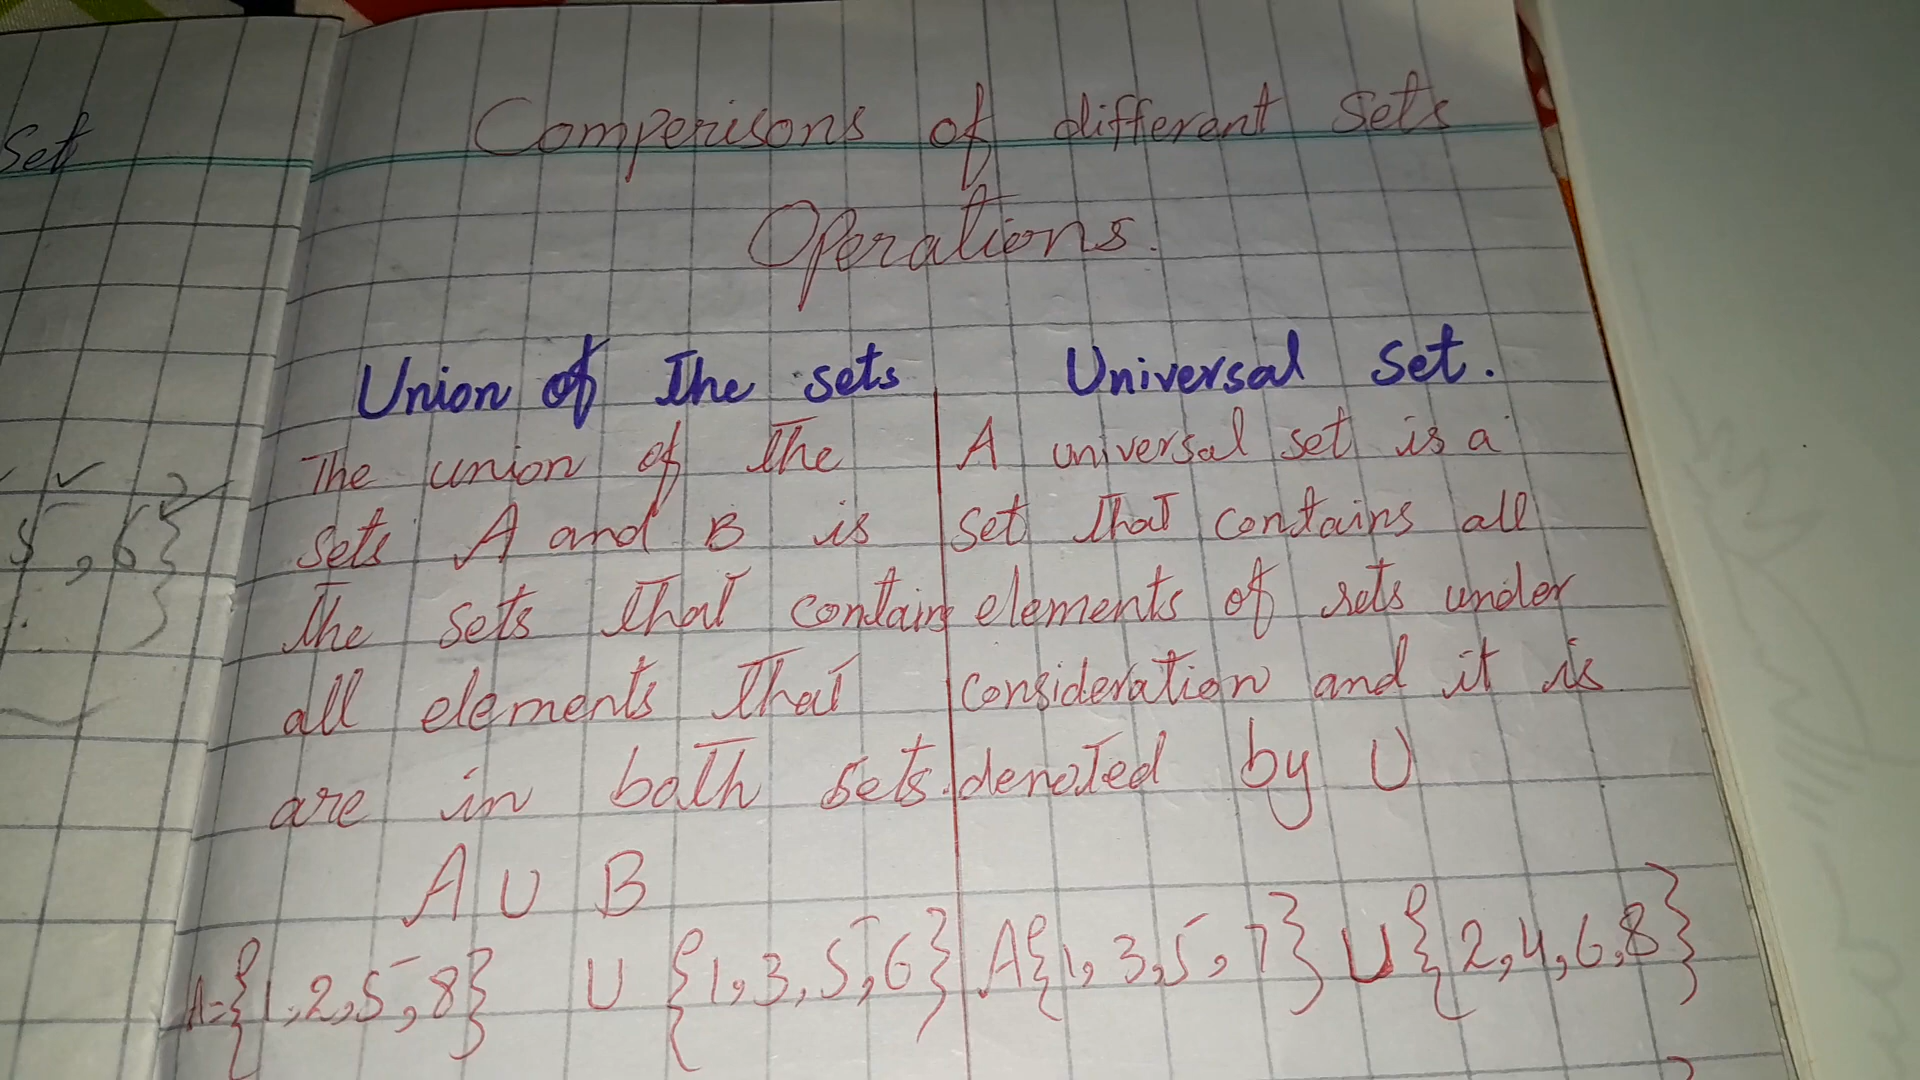 Set
5, 6}
Comperisons of different sets
Operations.
Union of The sets
The union of the
sets A and B is
the sets that contains
all elements that
are in both sets.
A U B
A={1,2,5,8} U {1,3,5,6}
Universal set.
A universal set is a
set that contains all
elements of sets under
consideration and it is
denoted by U
A{1,3,5,7} U {2,4,6,8}